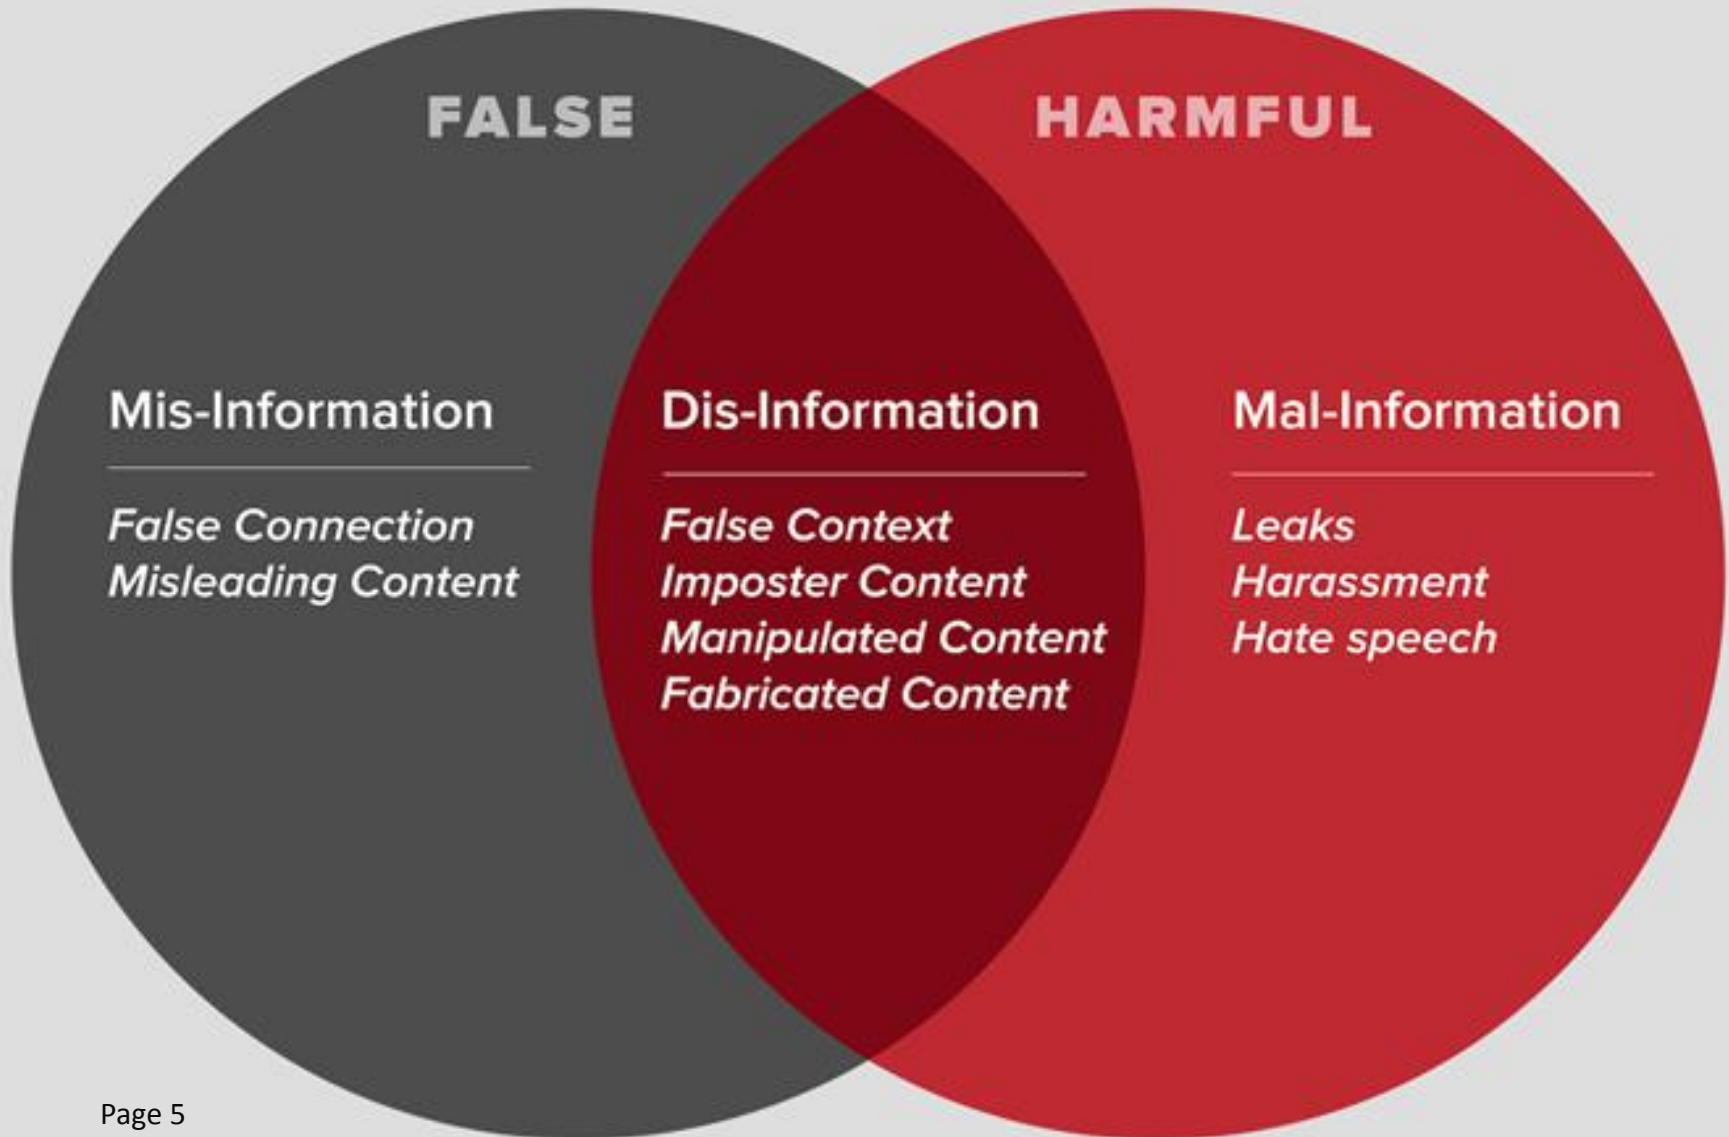 FALSE
HARMFUL
Mis-Information
False Connection
Misleading Content
Dis-Information
False Context
Imposter Content
Manipulated Content
Fabricated Content
Mal-Information
Leaks
Harassment
Hate speech
Page 5